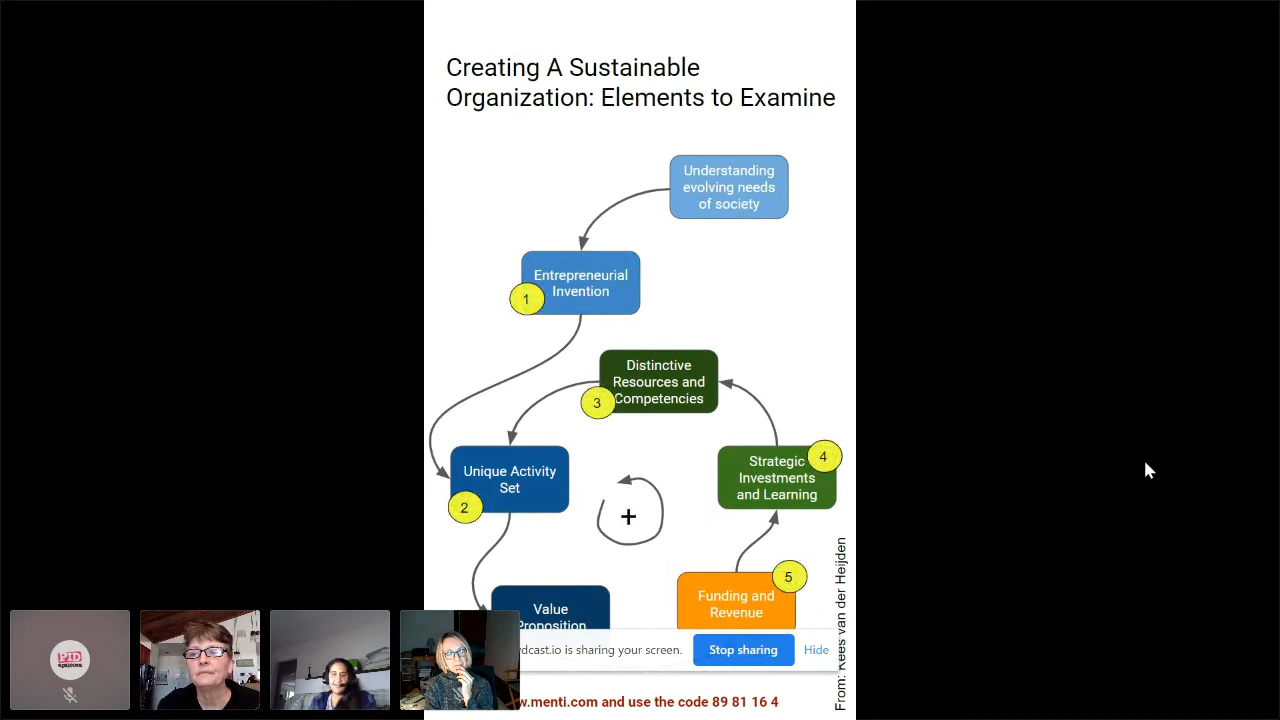 Creating A Sustainable
Organization: Elements to Examine
Understanding
evolving needs
of society
Entrepreneurial
Invention
1
Distinctive
Resources and
Competencies
3
Unique Activity
Set
2
Strategic
Investments
and Learning
4
+
Funding and
Revenue
5
Value
Proposition
From: Kees van der Heijden
is sharing your screen.
Stop sharing
Hide
.menti.com and use the code 89 81 16 4
PID